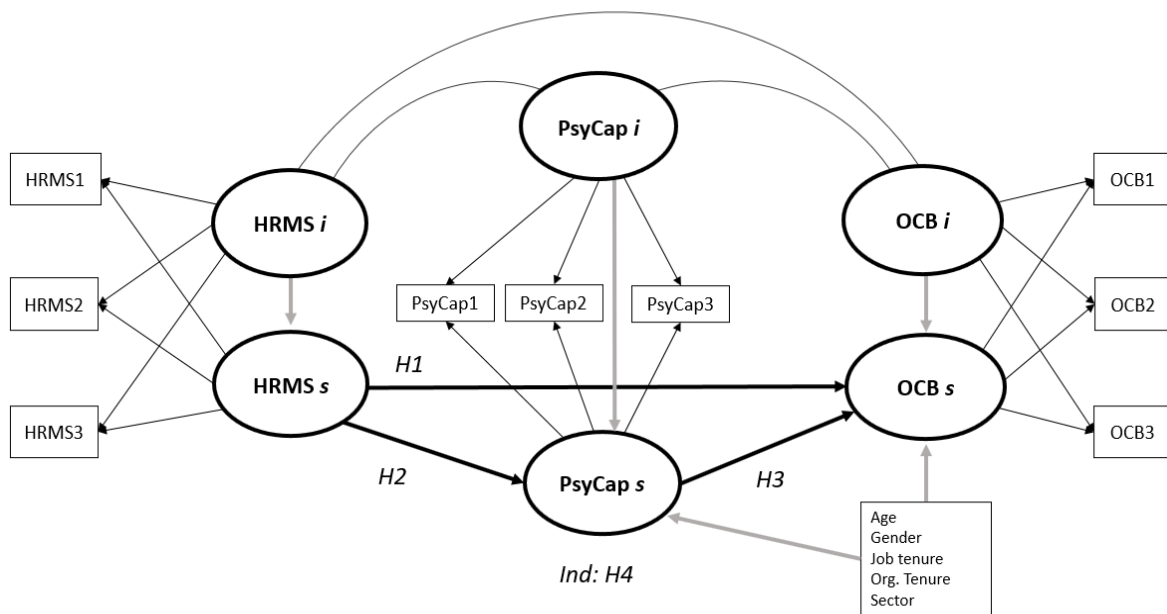 PsyCap i
HRMS1
OCB1
HRMS i
OCB i
HRMS2
PsyCap1
PsyCap2
PsyCap3
OCB2
H1
HRMS s
OCB s
HRMS3
OCB3
H2
PsyCap s
H3
Ind: H4
Age
Gender
Job tenure
Org. Tenure
Sector